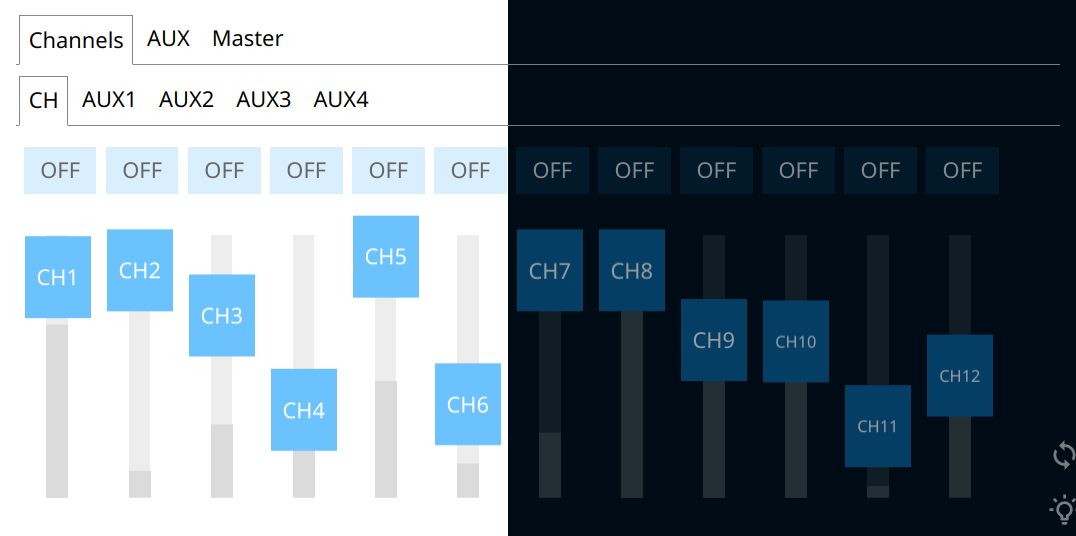 Channels AUX Master
CH AUX1 AUX2 AUX3 AUX4
OFF OFF OFF OFF OFF OFF OFF OFF OFF OFF OFF OFF
CH1 CH2 CH3 CH4 CH5 CH6 CH7 CH8 CH9 CH10 CH11 CH12